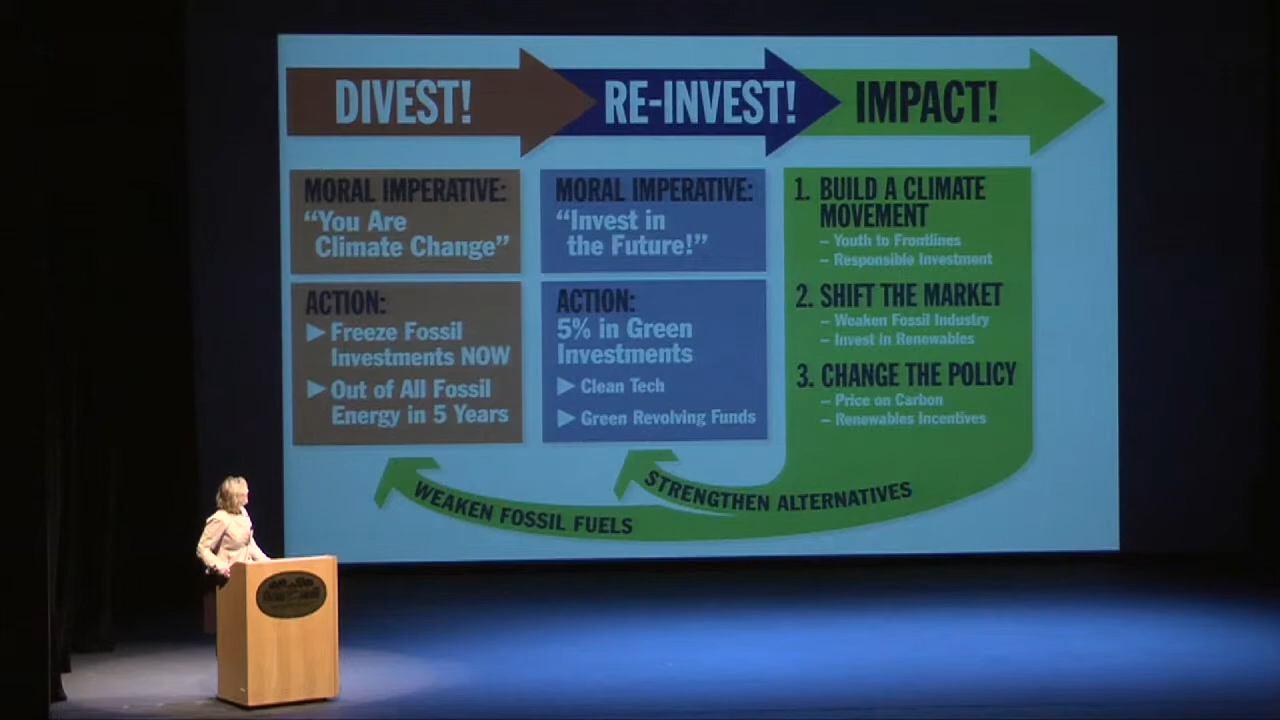 DIVEST!
RE-INVEST!
IMPACT!
MORAL IMPERATIVE:
“You Are
Climate Change”
ACTION:
Freeze Fossil
Investments NOW
Out of All Fossil
Energy in 5 Years
MORAL IMPERATIVE:
“Invest in
the Future!”
ACTION:
5% in Green
Investments
Clean Tech
Green Revolving Funds
1. BUILD A CLIMATE
MOVEMENT
– Youth to Frontlines
– Responsible Investment
2. SHIFT THE MARKET
– Weaken Fossil Industry
– Invest in Renewables
3. CHANGE THE POLICY
– Price on Carbon
– Renewables Incentives
WEAKEN FOSSIL FUELS
STRENGTHEN ALTERNATIVES